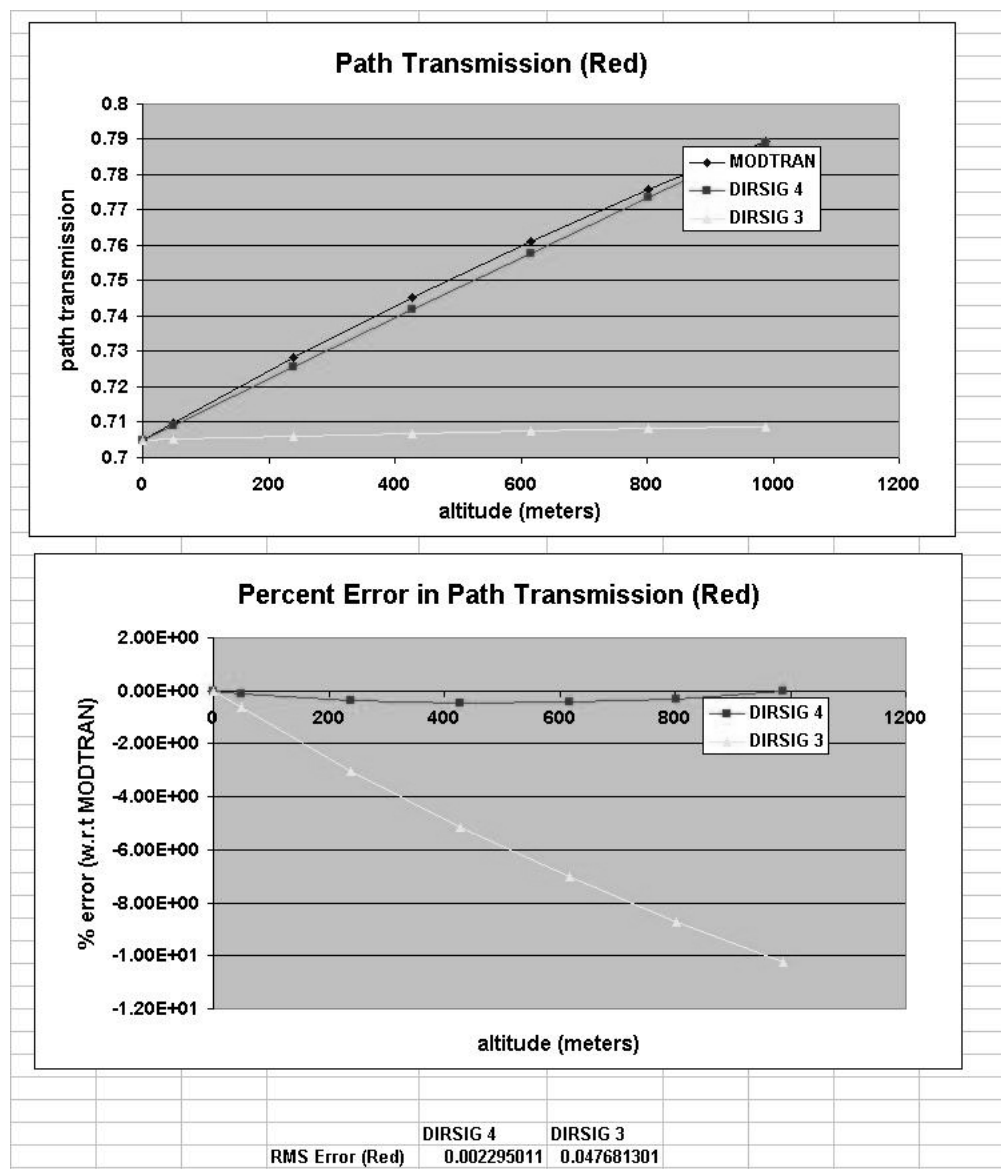 Path Transmission (Red)
0.8
0.79
0.78
0.77
0.76
0.75
0.74
0.73
0.72
0.71
0.7
path transmission
MODTRAN
DIRSIG 4
DIRSIG 3
0 200 400 600 800 1000 1200
altitude (meters)
Percent Error in Path Transmission (Red)
2.00E+00
0.00E+00
-2.00E+00
-4.00E+00
-6.00E+00
-8.00E+00
-1.00E+01
-1.20E+01
% error (w.r.t MODTRAN)
0 200 400 600 800 1200
DIRSIG 4
DIRSIG 3
altitude (meters)
DIRSIG 4 DIRSIG 3
RMS Error (Red) 0.002295011 0.047681301